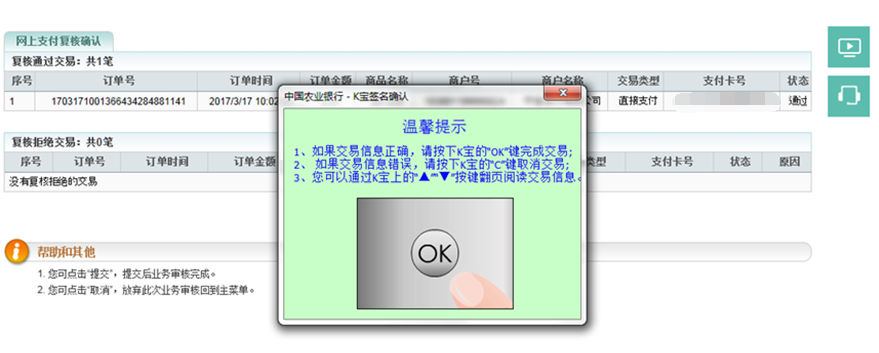 网上支付复核确认
复核通过交易：共1笔
序号 订单号 订单时间 订单金额 商品名称 商户号 商户名称 交易类型 支付卡号 状态
1 17031710013664342848811​41 2017/3/17 10:02 公司 直接支付 通过
复核拒绝交易：共0笔
序号 订单号 订单时间 订单金额 类型 支付卡号 状态 原因
没有复核拒绝的交易
帮助和其他
1. 您可点击“提交”，提交后业务审核完成。
2. 您可点击“取消”，放弃此次业务审核回到主菜单。
中国农业银行 - K宝签名确认
温馨提示
1、如果交易信息正确，请按下K宝的“OK”键完成交易;
2、 如果交易信息错误，请按下K宝的“C”键取消交易;
3、您可以通过K宝上的“▲”“▼”按键翻页阅读交易信息。
OK